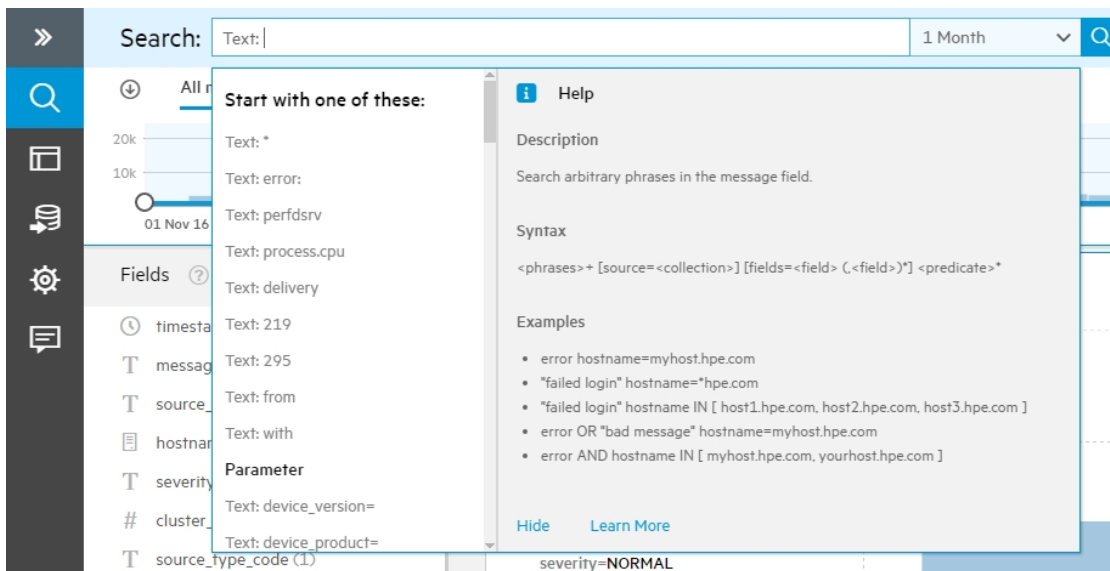 Search: Text: 1 Month
All
Start with one of these:
Help
20k
Text: *
Description
10k
Text: error:
Search arbitrary phrases in the message field.
Text: perfdsrv
01 Nov 16
Syntax
Text: process.cpu
<phrases>+ [source=<collection>] [fields=<field> (,<field>)*] <predicate>*
Fields ?
Text: delivery
Text: 219
Examples
timesta
Text: 295
error hostname=myhost.hpe.com
messag
"failed login" hostname=*hpe.com
Text: from
"failed login" hostname IN [ host1.hpe.com, host2.hpe.com, host3.hpe.com ]
source_
Text: with
error OR "bad message" hostname=myhost.hpe.com
hostnar
error AND hostname IN [ myhost.hpe.com, yourhost.hpe.com ]
Parameter
severity
Text: device_version=
cluster_
Hide Learn More
Text: device_product=
source_type_code (1)
severity=NORMAL